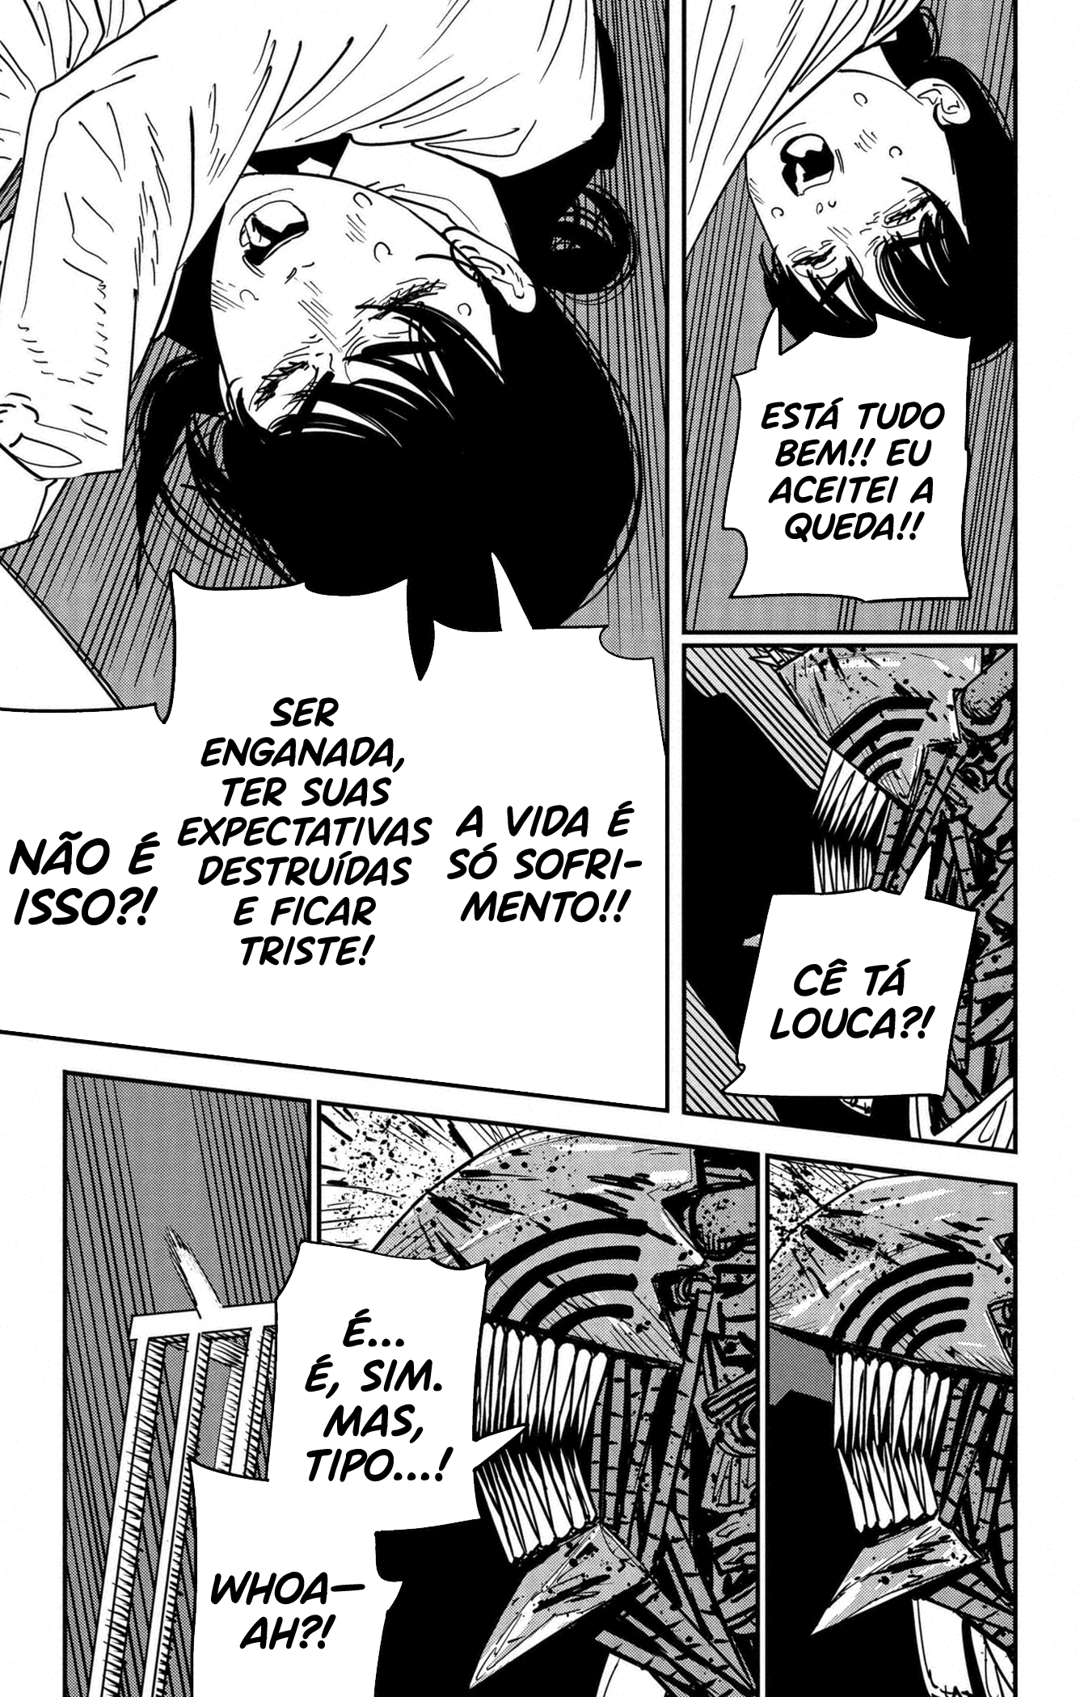 ESTÁ TUDO
BEM!! EU
ACEITEI A
QUEDA!!
CÊ TÁ
LOUCA?!
A VIDA É
SÓ SOFRI-
MENTO!!
SER
ENGANADA,
TER SUAS
EXPECTATIVAS
DESTRUÍDAS
E FICAR
TRISTE!
NÃO É
ISSO?!
É...
É, SIM.
MAS,
TIPO...!
WHOA—
AH?!